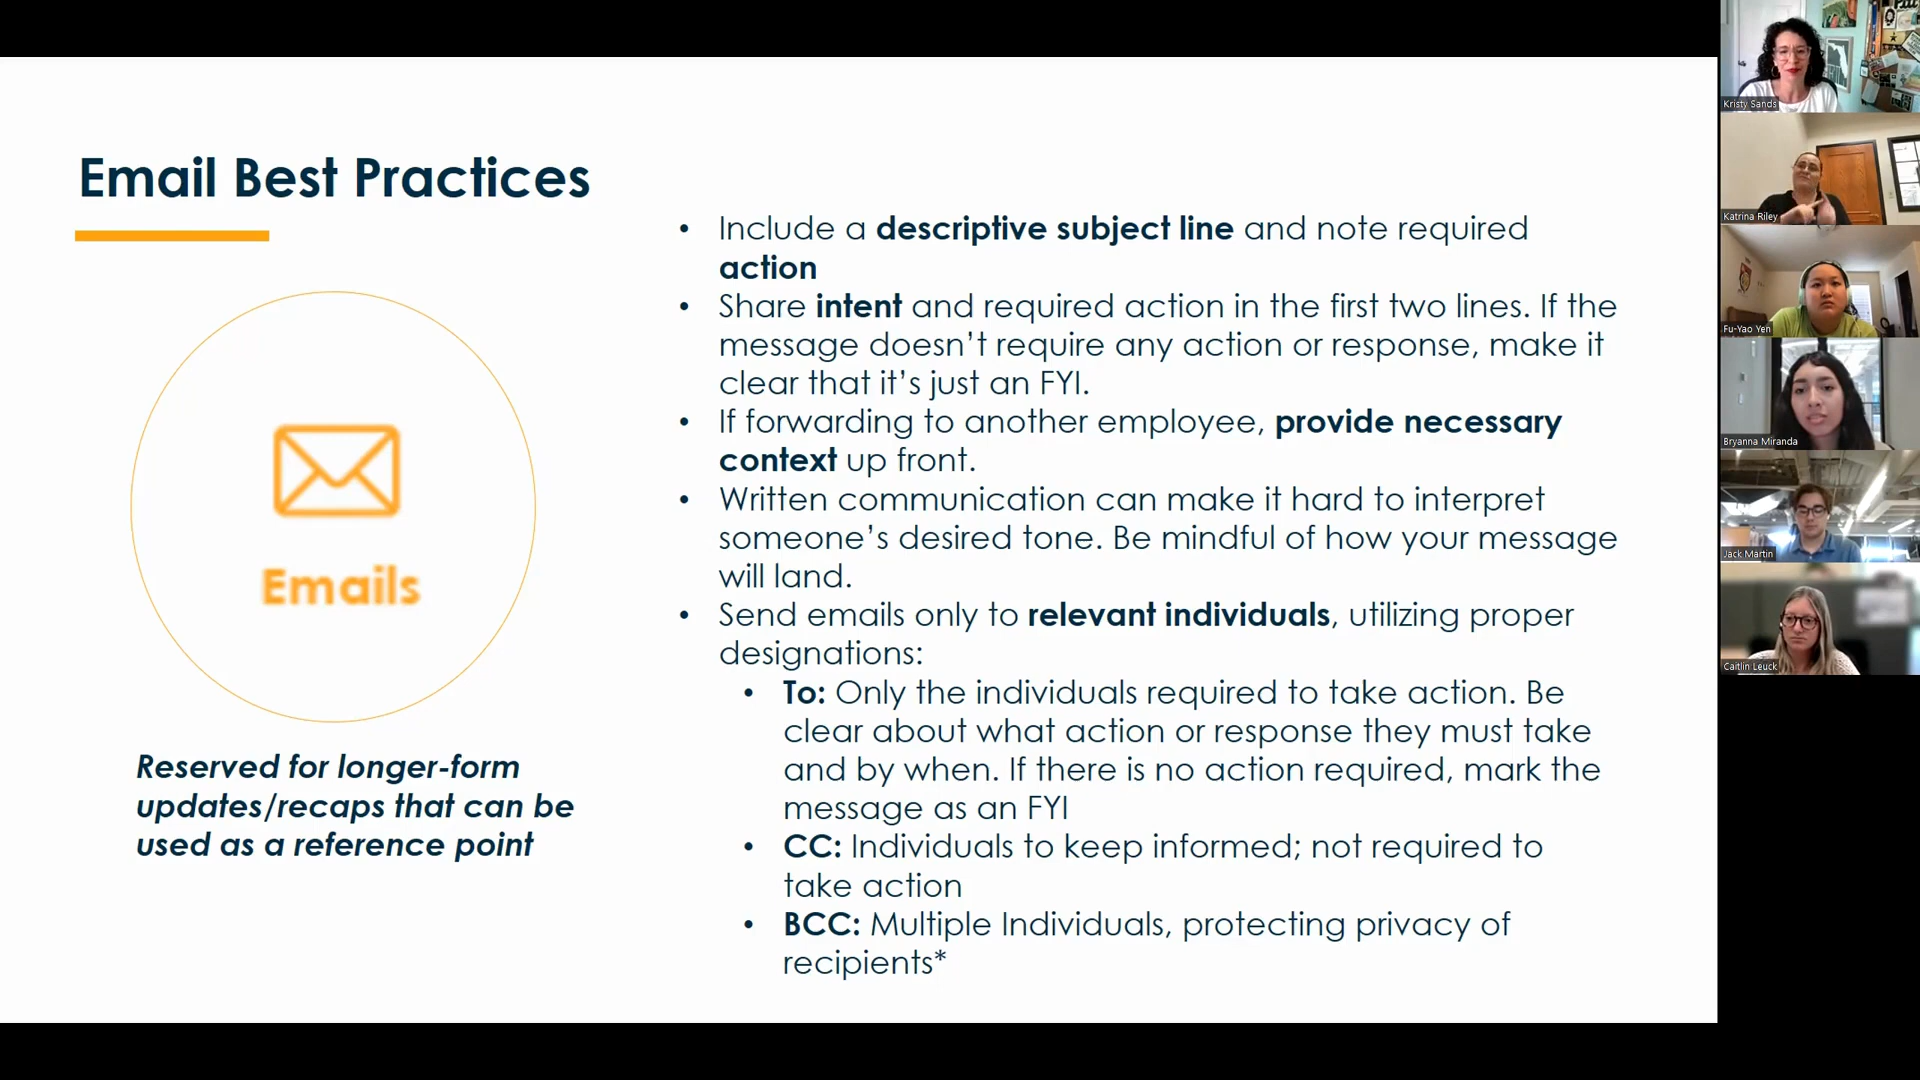 Email Best Practices
Emails
Reserved for longer-form
updates/recaps that can be
used as a reference point
• Include a descriptive subject line and note required
action
• Share intent and required action in the first two lines. If the
message doesn’t require any action or response, make it
clear that it’s just an FYI.
• If forwarding to another employee, provide necessary
context up front.
• Written communication can make it hard to interpret
someone’s desired tone. Be mindful of how your message
will land.
• Send emails only to relevant individuals, utilizing proper
designations:
• To: Only the individuals required to take action. Be
clear about what action or response they must take
and by when. If there is no action required, mark the
message as an FYI
• CC: Individuals to keep informed; not required to
take action
• BCC: Multiple Individuals, protecting privacy of
recipients*
Kristy Sands
Katrina Riley
Fu-Yao Yen
Bryanna Miranda
Jack Martin
Caitlin Leuck